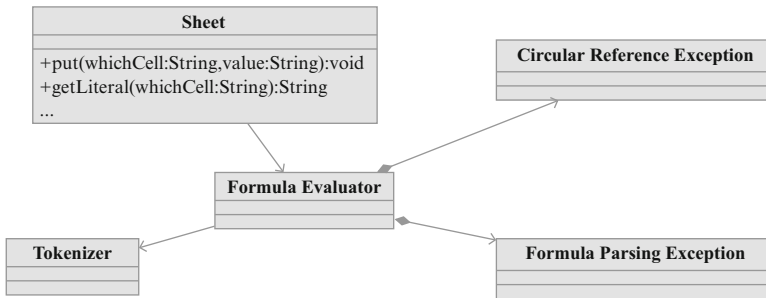 Sheet
+put(whichCell:String,value:String):void
+getLiteral(whichCell:String):String
...
Circular Reference Exception
Formula Evaluator
Tokenizer
Formula Parsing Exception